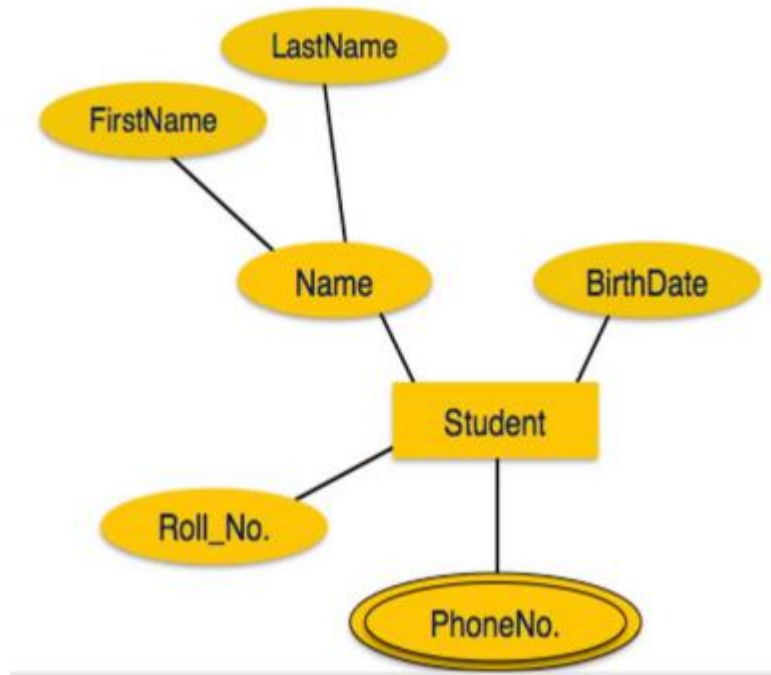 LastName
FirstName
Name
BirthDate
Student
Roll_No.
PhoneNo.